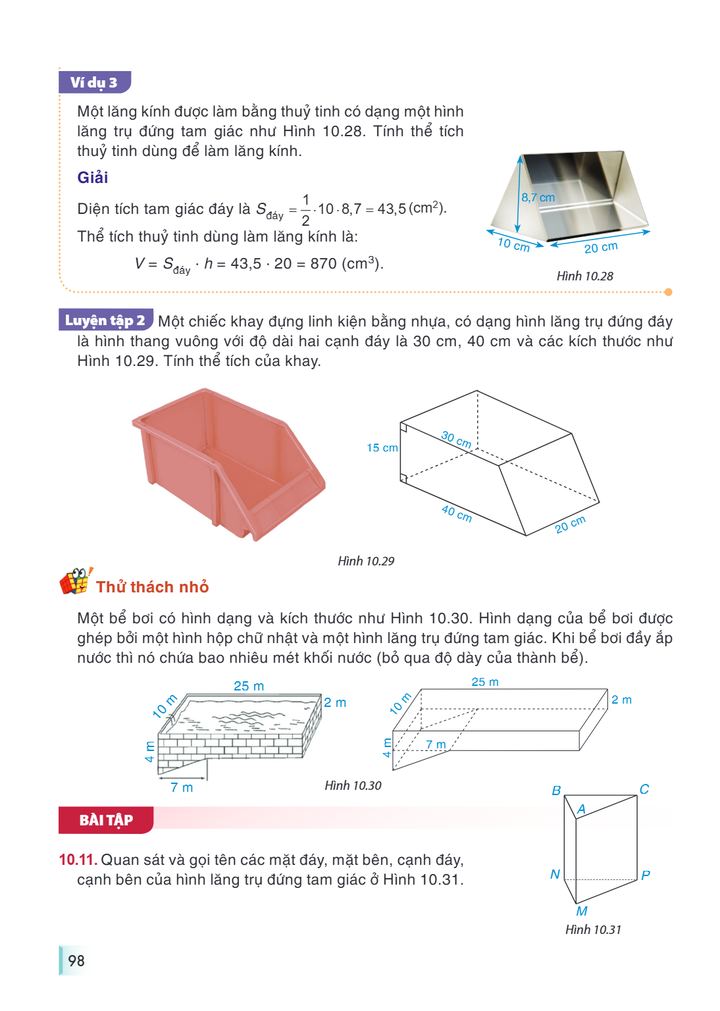 Ví dụ 3
Một lăng kính được làm bằng thuỷ tinh có dạng một hình
lăng trụ đứng tam giác như Hình 10.28. Tính thể tích
thuỷ tinh dùng để làm lăng kính.
Giải
Diện tích tam giác đáy là S_đáy = 1/2 · 10 · 8,7 = 43,5 (cm²).
Thể tích thuỷ tinh dùng làm lăng kính là:
V = S_đáy · h = 43,5 · 20 = 870 (cm³).
8,7 cm
10 cm
20 cm
Hình 10.28
Luyện tập 2 Một chiếc khay đựng linh kiện bằng nhựa, có dạng hình lăng trụ đứng đáy
là hình thang vuông với độ dài hai cạnh đáy là 30 cm, 40 cm và các kích thước như
Hình 10.29. Tính thể tích của khay.
15 cm
30 cm
40 cm
20 cm
Hình 10.29
Thử thách nhỏ
Một bể bơi có hình dạng và kích thước như Hình 10.30. Hình dạng của bể bơi được
ghép bởi một hình hộp chữ nhật và một hình lăng trụ đứng tam giác. Khi bể bơi đầy ắp
nước thì nó chứa bao nhiêu mét khối nước (bỏ qua độ dày của thành bể).
10 m
25 m
2 m
4 m
7 m
10 m
25 m
2 m
4 m
7 m
Hình 10.30
BÀI TẬP
10.11. Quan sát và gọi tên các mặt đáy, mặt bên, cạnh đáy,
cạnh bên của hình lăng trụ đứng tam giác ở Hình 10.31.
B
C
A
N
P
M
Hình 10.31
98